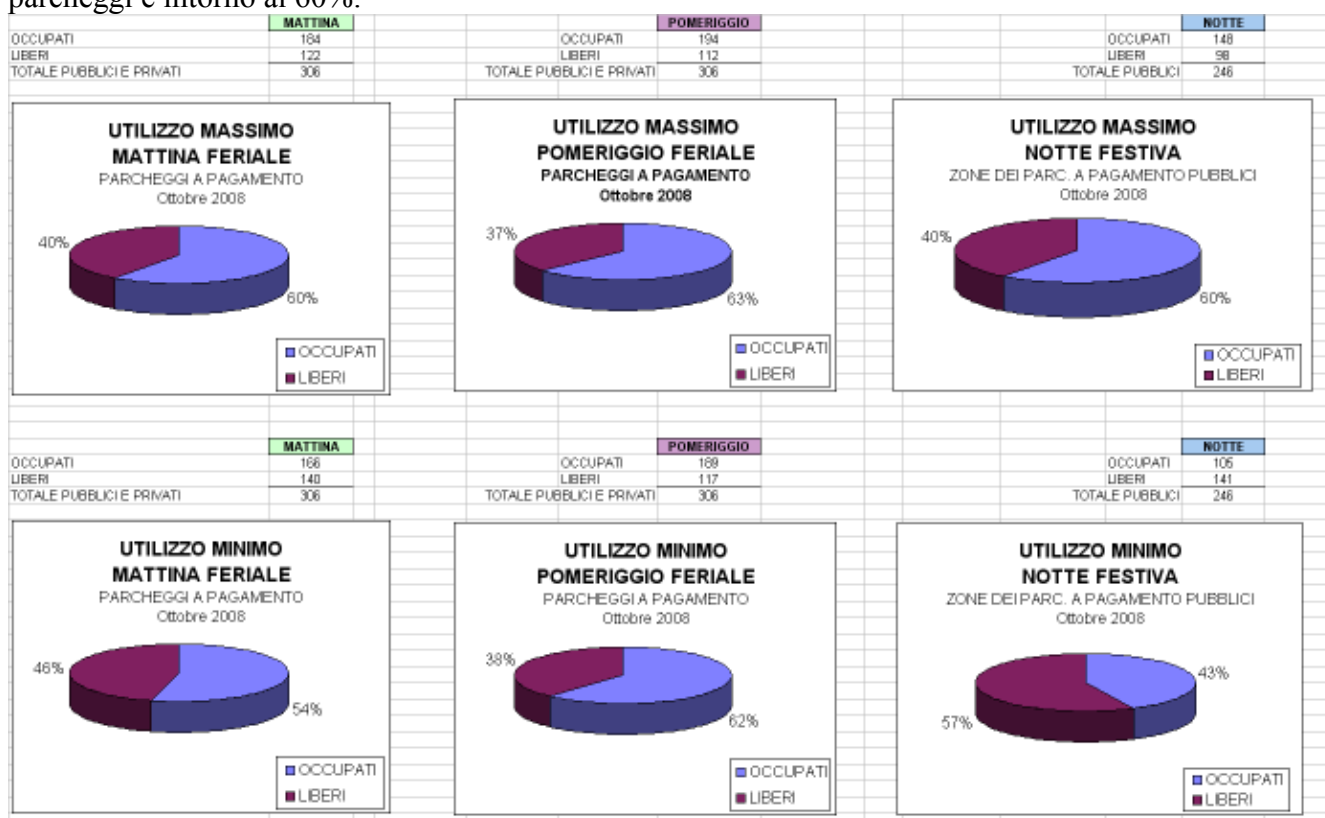 parcheggi è intorno al 60%.
MATTINA POMERIGGIO NOTTE
OCCUPATI 184 OCCUPATI 194 OCCUPATI 148
LIBERI 122 LIBERI 112 LIBERI 98
TOTALE PUBBLICI E PRIVATI 306 TOTALE PUBBLICI E PRIVATI 306 TOTALE PUBBLICI 246
UTILIZZO MASSIMO
MATTINA FERIALE
PARCHEGGI A PAGAMENTO
Ottobre 2008
40%
60%
OCCUPATI
LIBERI
UTILIZZO MASSIMO
POMERIGGIO FERIALE
PARCHEGGI A PAGAMENTO
Ottobre 2008
37%
63%
OCCUPATI
LIBERI
UTILIZZO MASSIMO
NOTTE FESTIVA
ZONE DEI PARC. A PAGAMENTO PUBBLICI
Ottobre 2008
40%
60%
OCCUPATI
LIBERI
MATTINA POMERIGGIO NOTTE
OCCUPATI 166 OCCUPATI 189 OCCUPATI 105
LIBERI 140 LIBERI 117 LIBERI 141
TOTALE PUBBLICI E PRIVATI 306 TOTALE PUBBLICI E PRIVATI 306 TOTALE PUBBLICI 246
UTILIZZO MINIMO
MATTINA FERIALE
PARCHEGGI A PAGAMENTO
Ottobre 2008
46%
54%
OCCUPATI
LIBERI
UTILIZZO MINIMO
POMERIGGIO FERIALE
PARCHEGGI A PAGAMENTO
Ottobre 2008
38%
62%
OCCUPATI
LIBERI
UTILIZZO MINIMO
NOTTE FESTIVA
ZONE DEI PARC. A PAGAMENTO PUBBLICI
Ottobre 2008
43%
57%
OCCUPATI
LIBERI